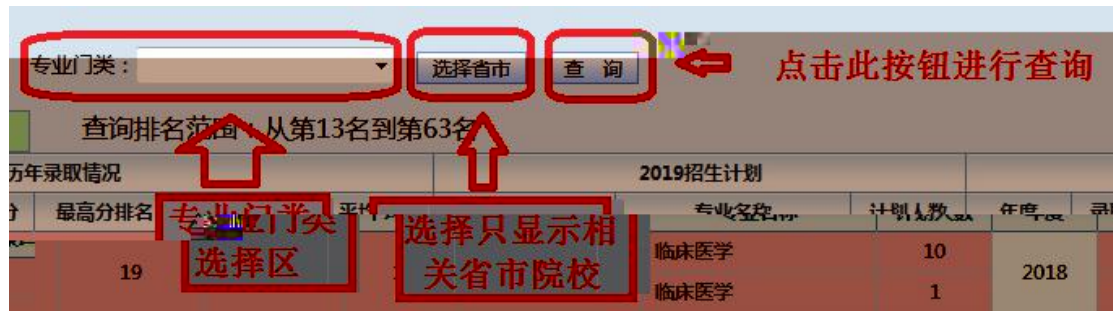 专业门类：
选择省市
查 询
点击此按钮进行查询
查询排名范围：从第13名到第63名
历年录取情况
2019招生计划
最高分排名
专业名称
计划人数
年度
专业门类
选择区
选择只显示相
关省市院校
19
临床医学
10
2018
临床医学
1